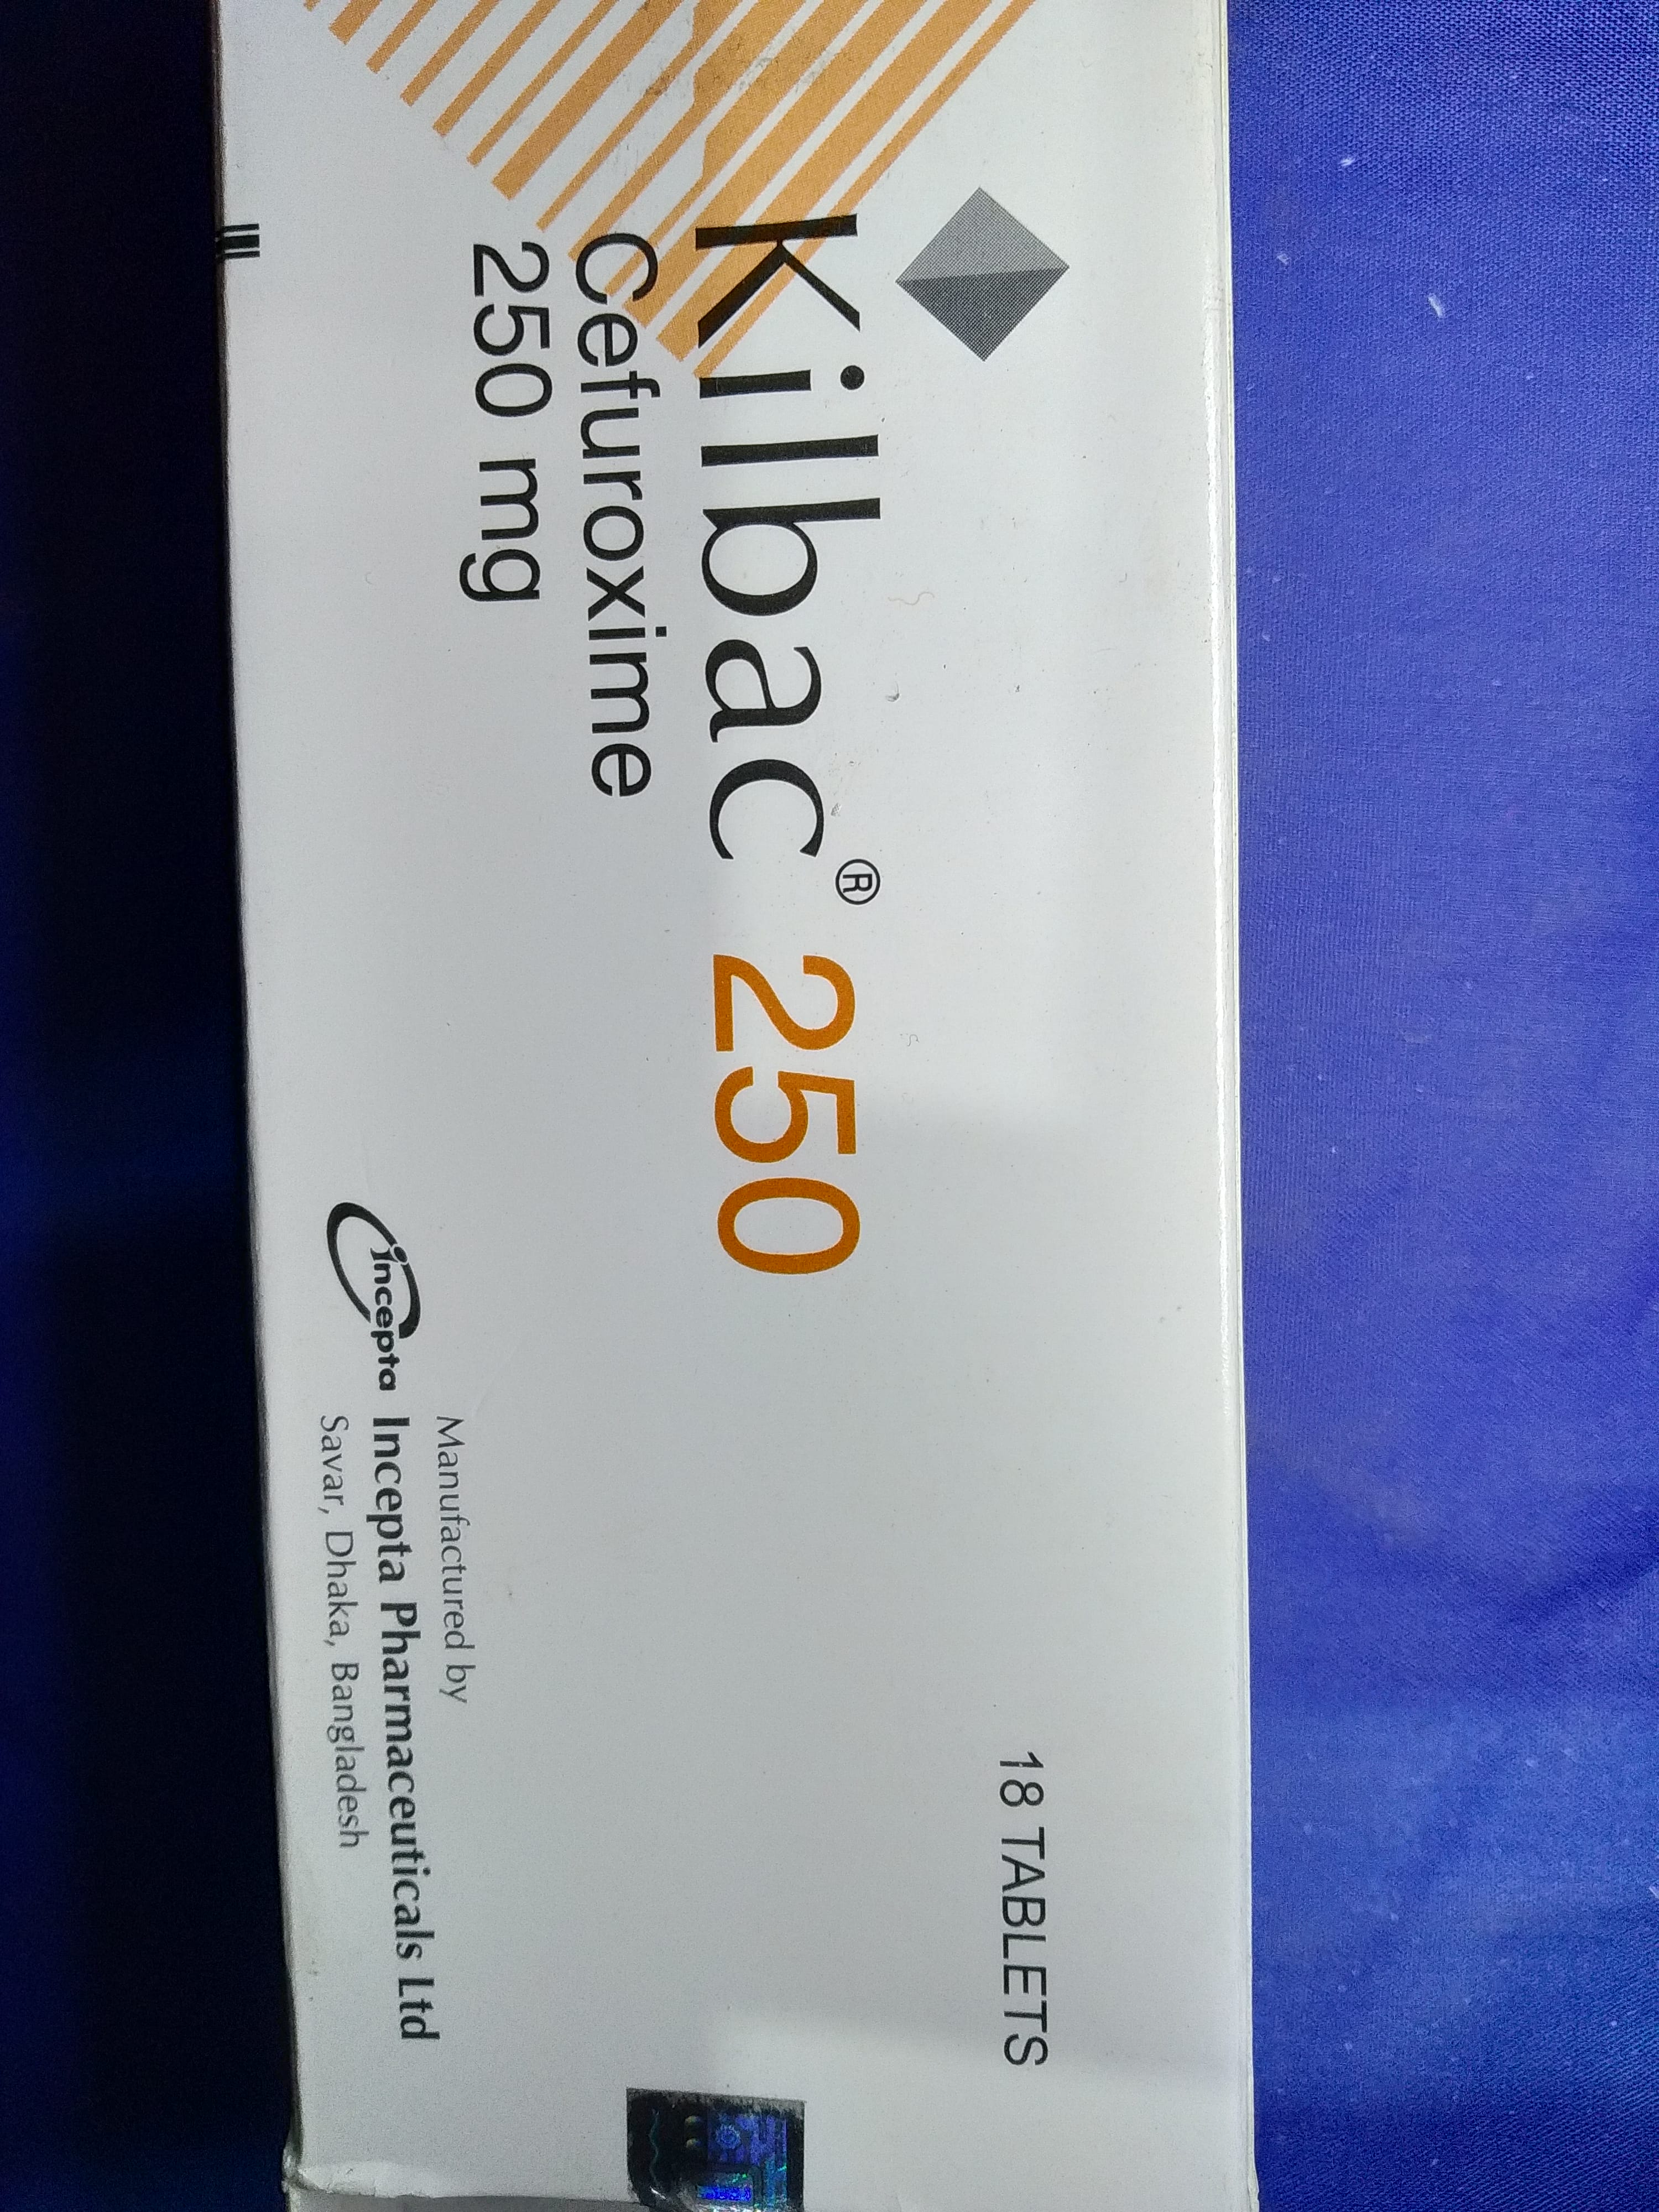 18 TABLETS
Kilbac® 250
Cefuroxime
250 mg
Manufactured by
incepta
Incepta Pharmaceuticals Ltd
Savar, Dhaka, Bangladesh